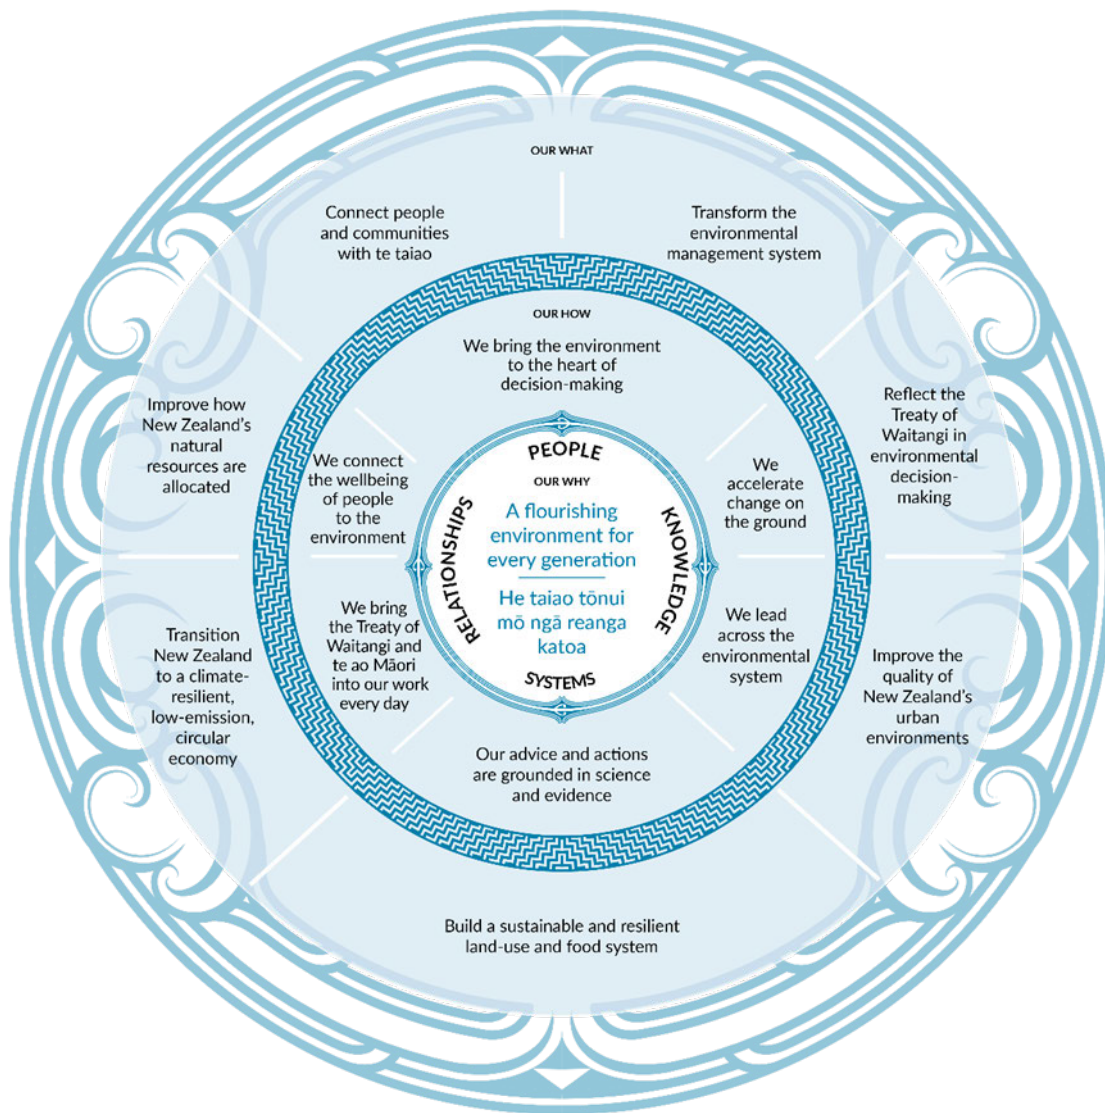 OUR WHAT
Connect people
and communities
with te taiao
Transform the
environmental
management system
Improve how
New Zealand's
natural
resources are
allocated
Reflect the
Treaty of
Waitangi in
environmental
decision-
making
Transition
New Zealand
to a climate-
resilient,
low-emission,
circular
economy
Improve the
quality of
New Zealand's
urban
environments
Build a sustainable and resilient
land-use and food system
OUR HOW
We bring the environment
to the heart of
decision-making
We connect
the wellbeing
of people
to the
environment
We
accelerate
change on
the ground
We bring
the Treaty of
Waitangi and
te ao Māori
into our work
every day
We lead
across the
environmental
system
Our advice and actions
are grounded in science
and evidence
PEOPLE
RELATIONSHIPS
KNOWLEDGE
SYSTEMS
OUR WHY
A flourishing
environment for
every generation
He taiao tōnui
mō ngā reanga
katoa